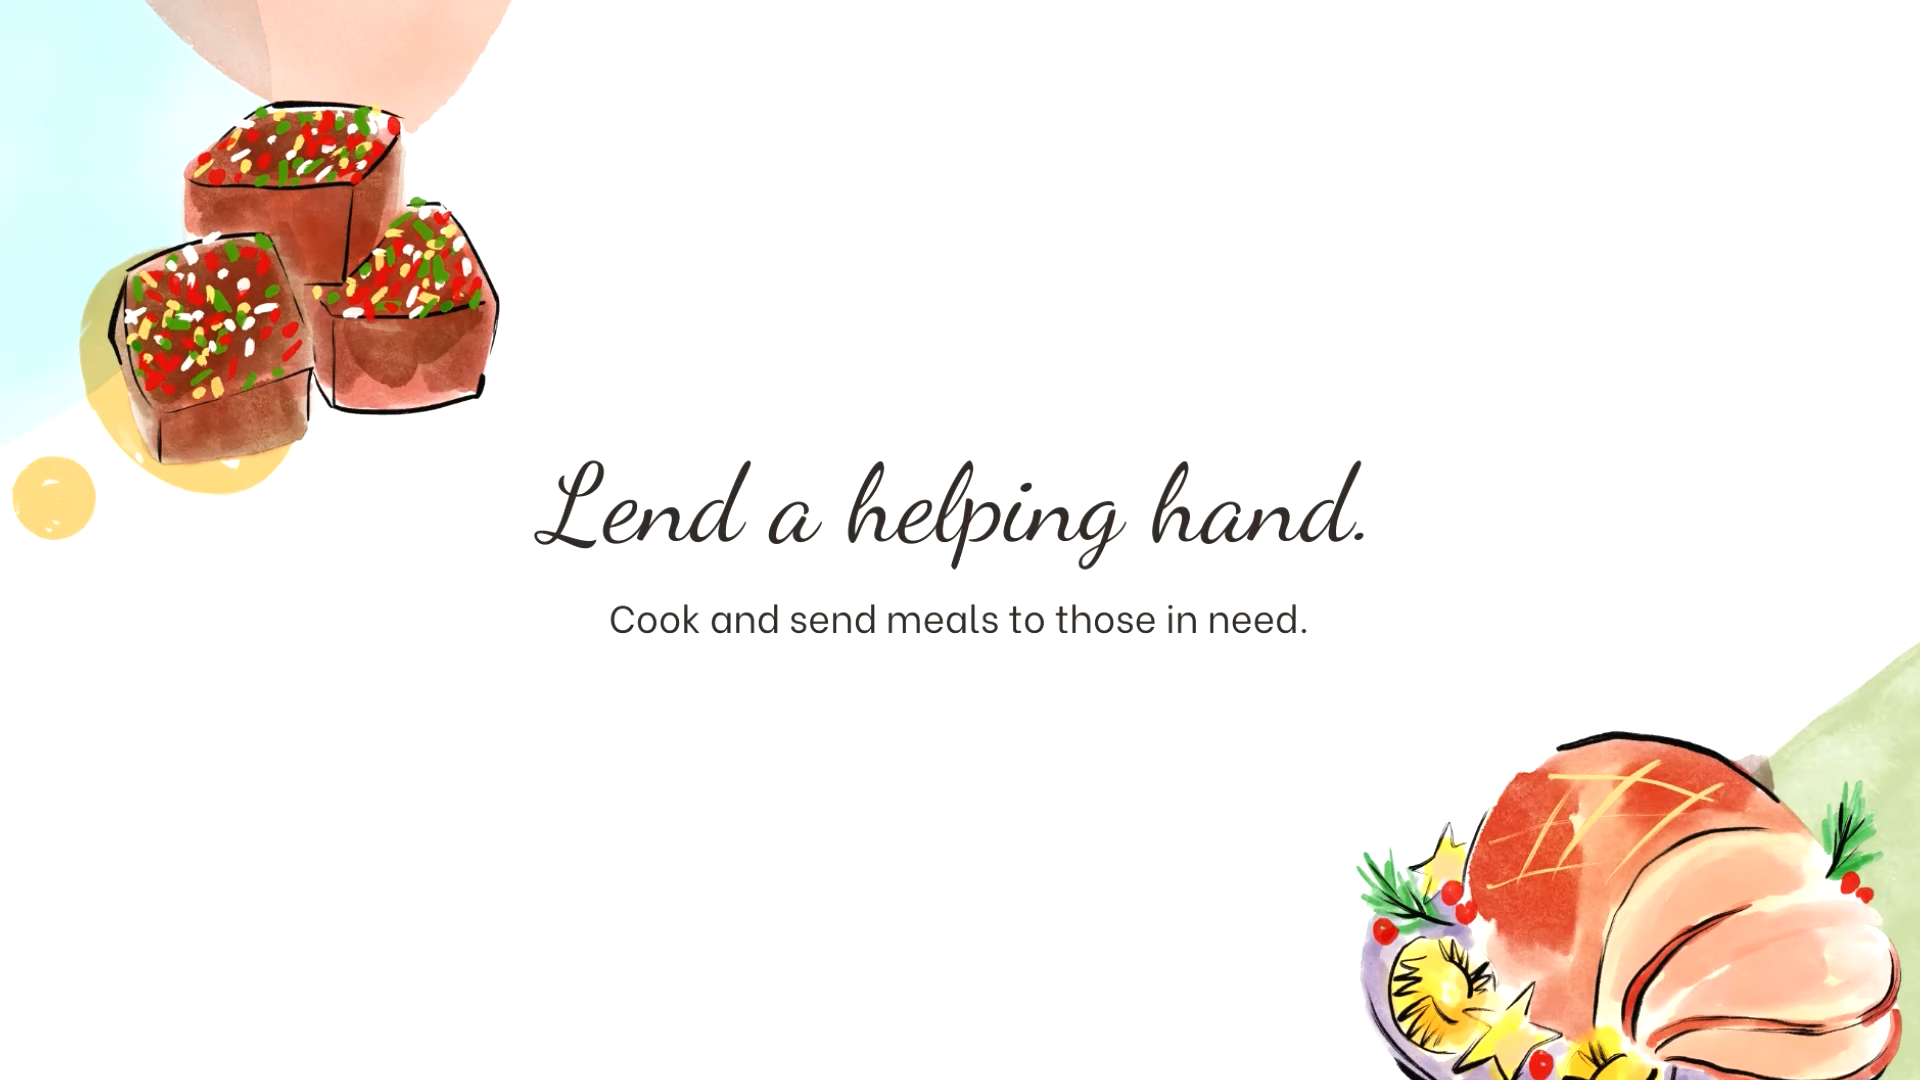 Lend a helping hand.
Cook and send meals to those in need.